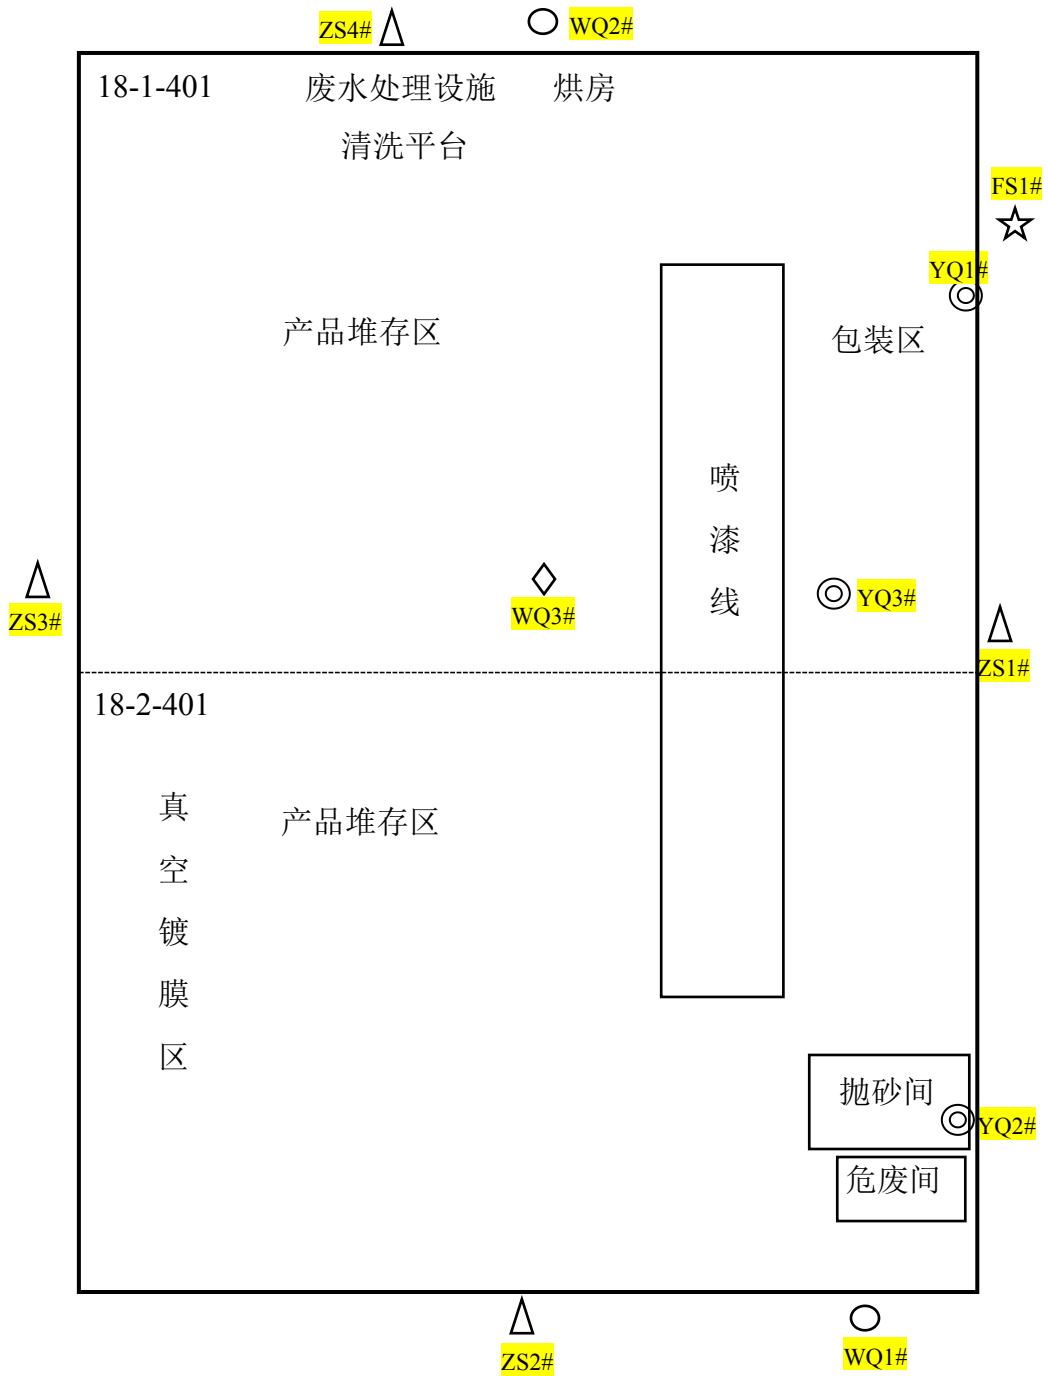 ZS4#
WQ2#
18-1-401
废水处理设施
烘房
清洗平台
FS1#
YQ1#
产品堆存区
包装区
喷漆线
ZS3#
WQ3#
YQ3#
ZS1#
18-2-401
真空镀膜区
产品堆存区
抛砂间
YQ2#
危废间
ZS2#
WQ1#